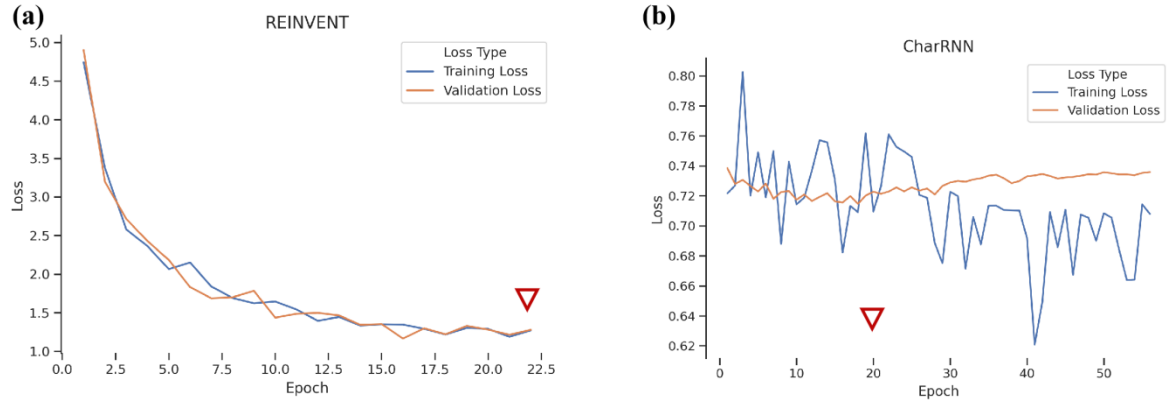 (a)
REINVENT
5.0
4.5
4.0
3.5
3.0
2.5
2.0
1.5
1.0
Loss
Loss Type
Training Loss
Validation Loss
0.0 2.5 5.0 7.5 10.0 12.5 15.0 17.5 20.0 22.5
Epoch
(b)
CharRNN
0.80
0.78
0.76
0.74
0.72
0.70
0.68
0.66
0.64
0.62
Loss
Loss Type
Training Loss
Validation Loss
0 10 20 30 40 50
Epoch